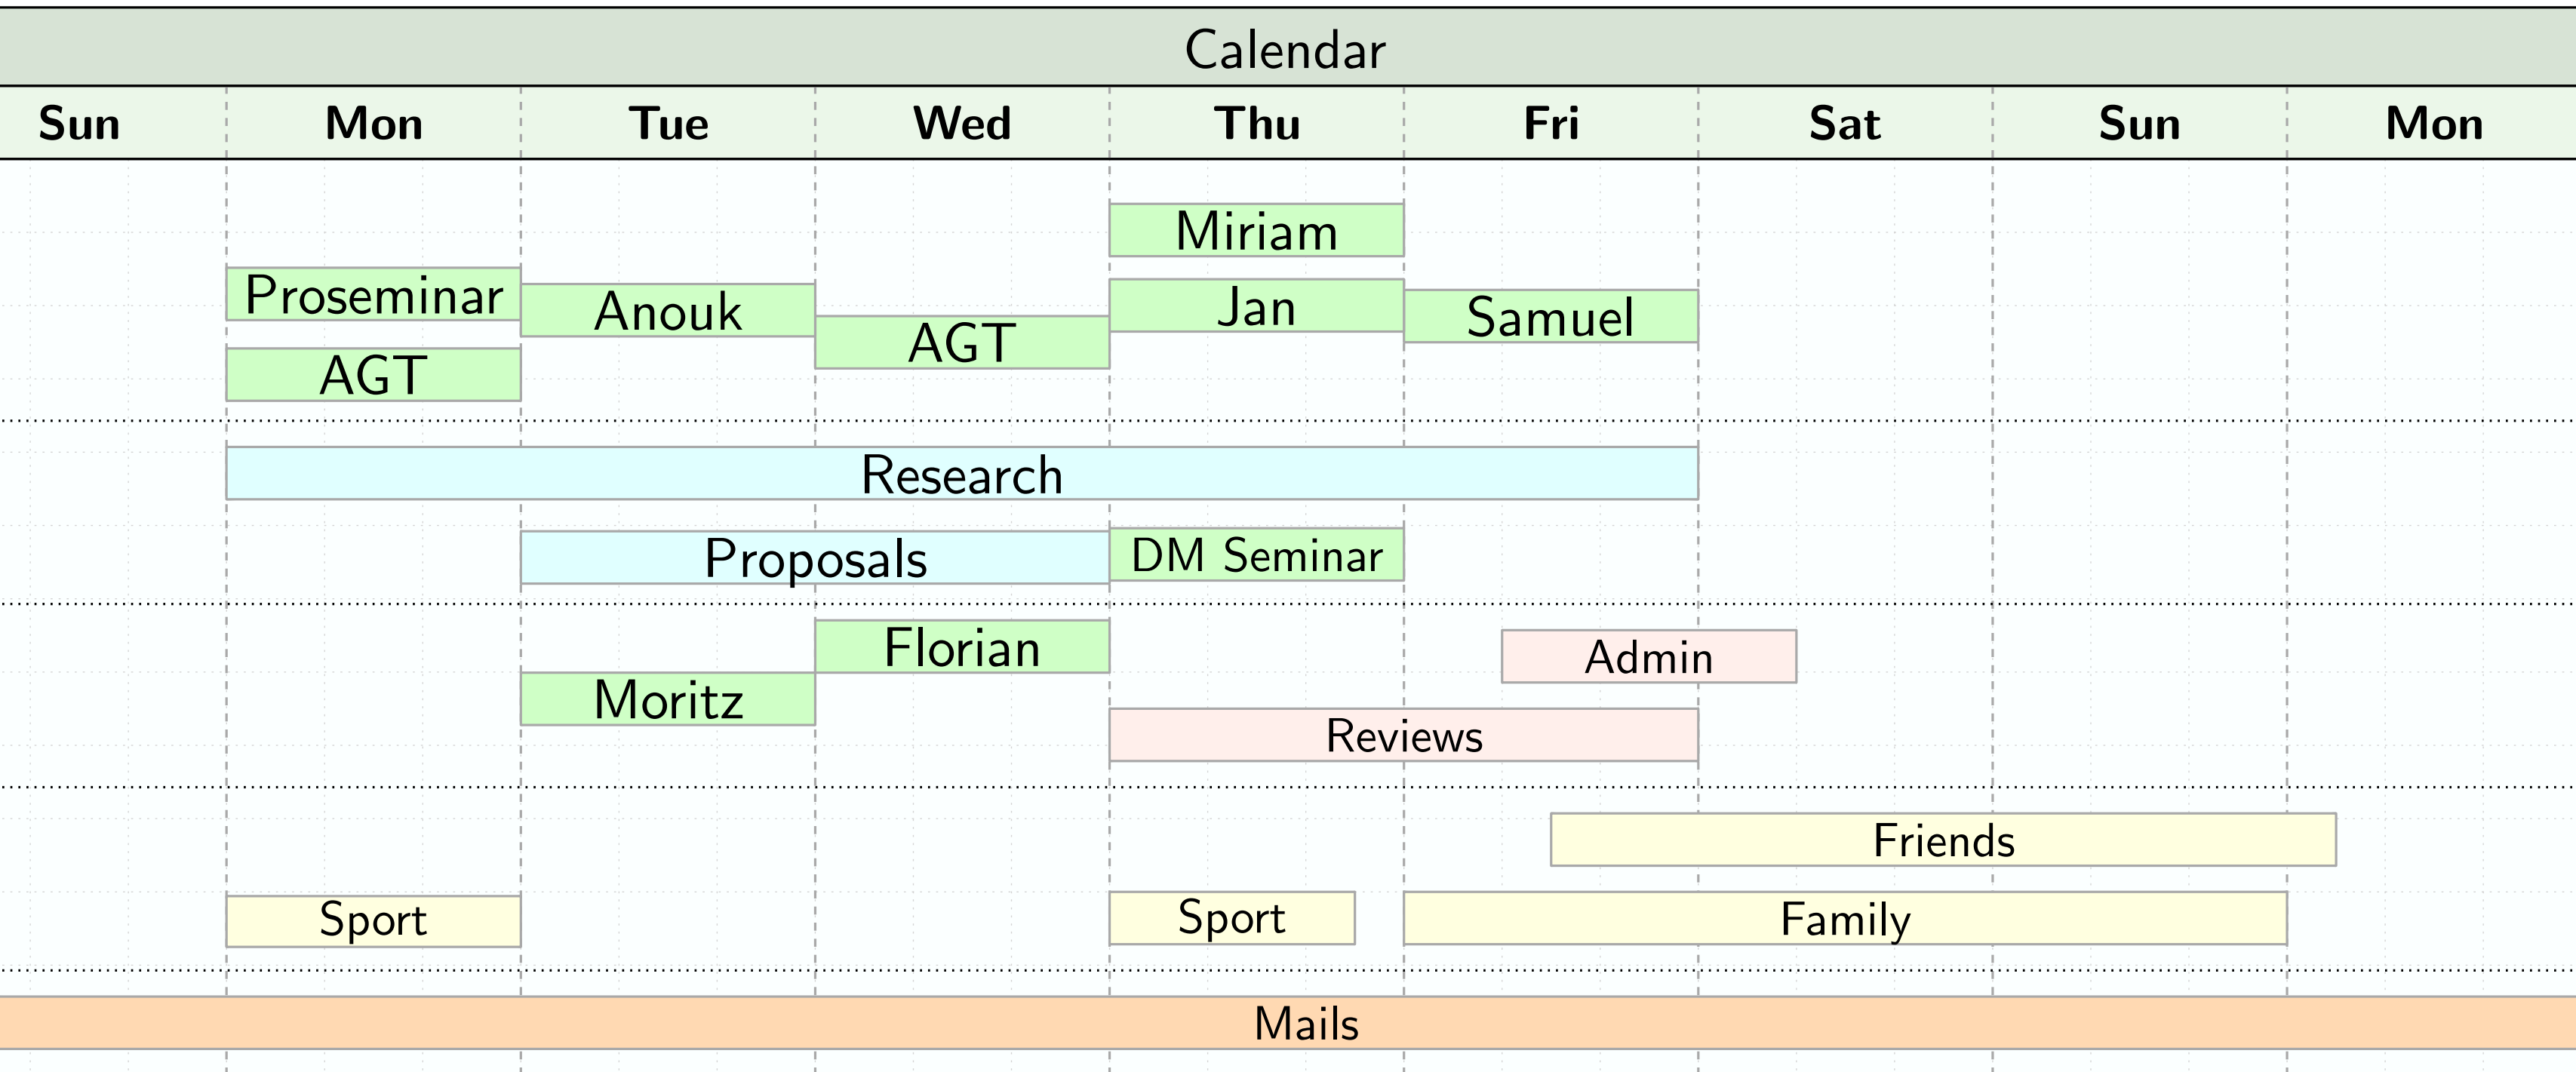 Calendar
Sun Mon Tue Wed Thu Fri Sat Sun Mon
Miriam
Proseminar Anouk Jan Samuel
AGT AGT
Research
Proposals DM Seminar
Florian Admin
Moritz Reviews
Friends
Sport Sport Family
Mails